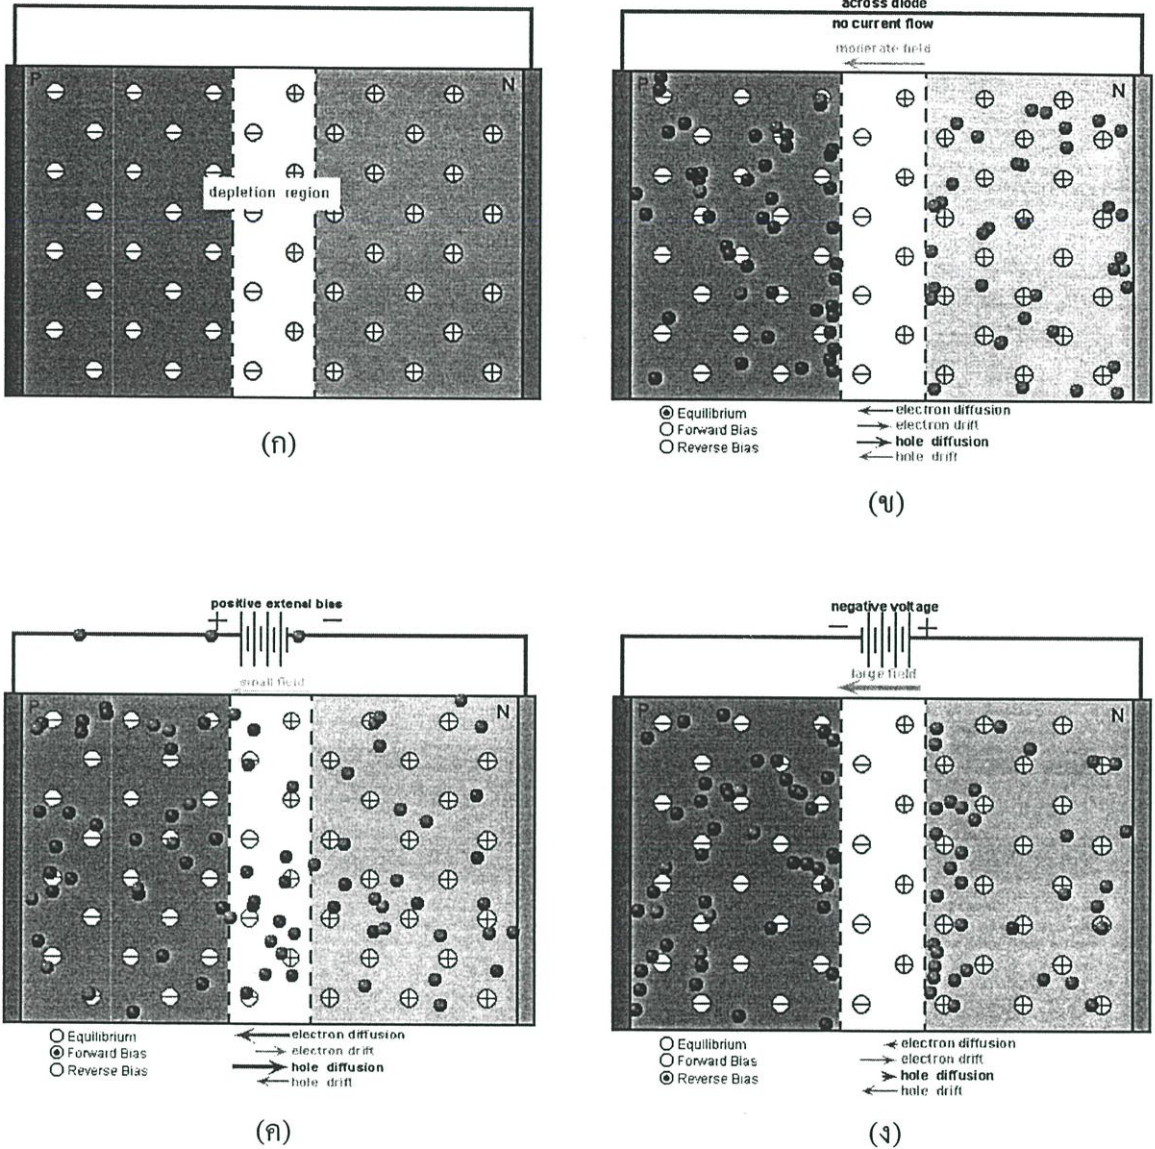 P
N
depletion region
(ก)
across diode
no current flow
moderate field
P
N
Equilibrium
Forward Bias
Reverse Bias
electron diffusion
electron drift
hole diffusion
hole drift
(ข)
positive extenal bias
+ −
small field
P
N
Equilibrium
Forward Bias
Reverse Bias
electron diffusion
electron drift
hole diffusion
hole drift
(ค)
negative voltage
− +
large field
P
N
Equilibrium
Forward Bias
Reverse Bias
electron diffusion
electron drift
hole diffusion
hole drift
(ง)